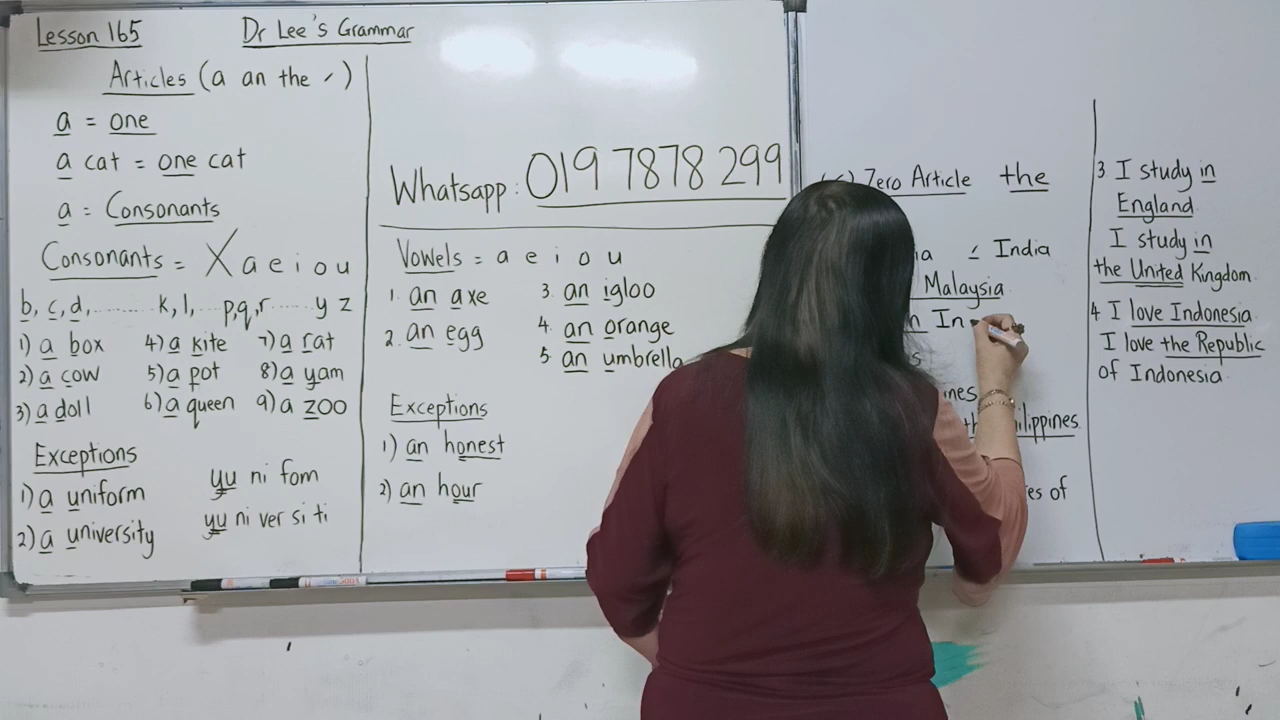 Lesson 165
Dr Lee's Grammar
Articles (a an the ✓)
a = one
a cat = one cat
a = Consonants
Consonants = X a e i o u
b, c, d, ......... k, l, ... p,q,r ...... y z
1) a box 4) a kite 7) a rat
2) a cow 5) a pot 8) a yam
3) a doll 6) a queen 9) a zoo
Exceptions
1) a uniform yu ni fom
2) a university yu ni ver si ti
Whatsapp: 019 7878 299
Vowels = a e i o u
1. an axe 3. an igloo
2. an egg 4. an orange
5. an umbrella
Exceptions
1) an honest
2) an hour
Zero Article the
India
Malaysia
In
the Philippines
of
3 I study in
England
I study in
the United Kingdom
4 I love Indonesia
I love the Republic
of Indonesia